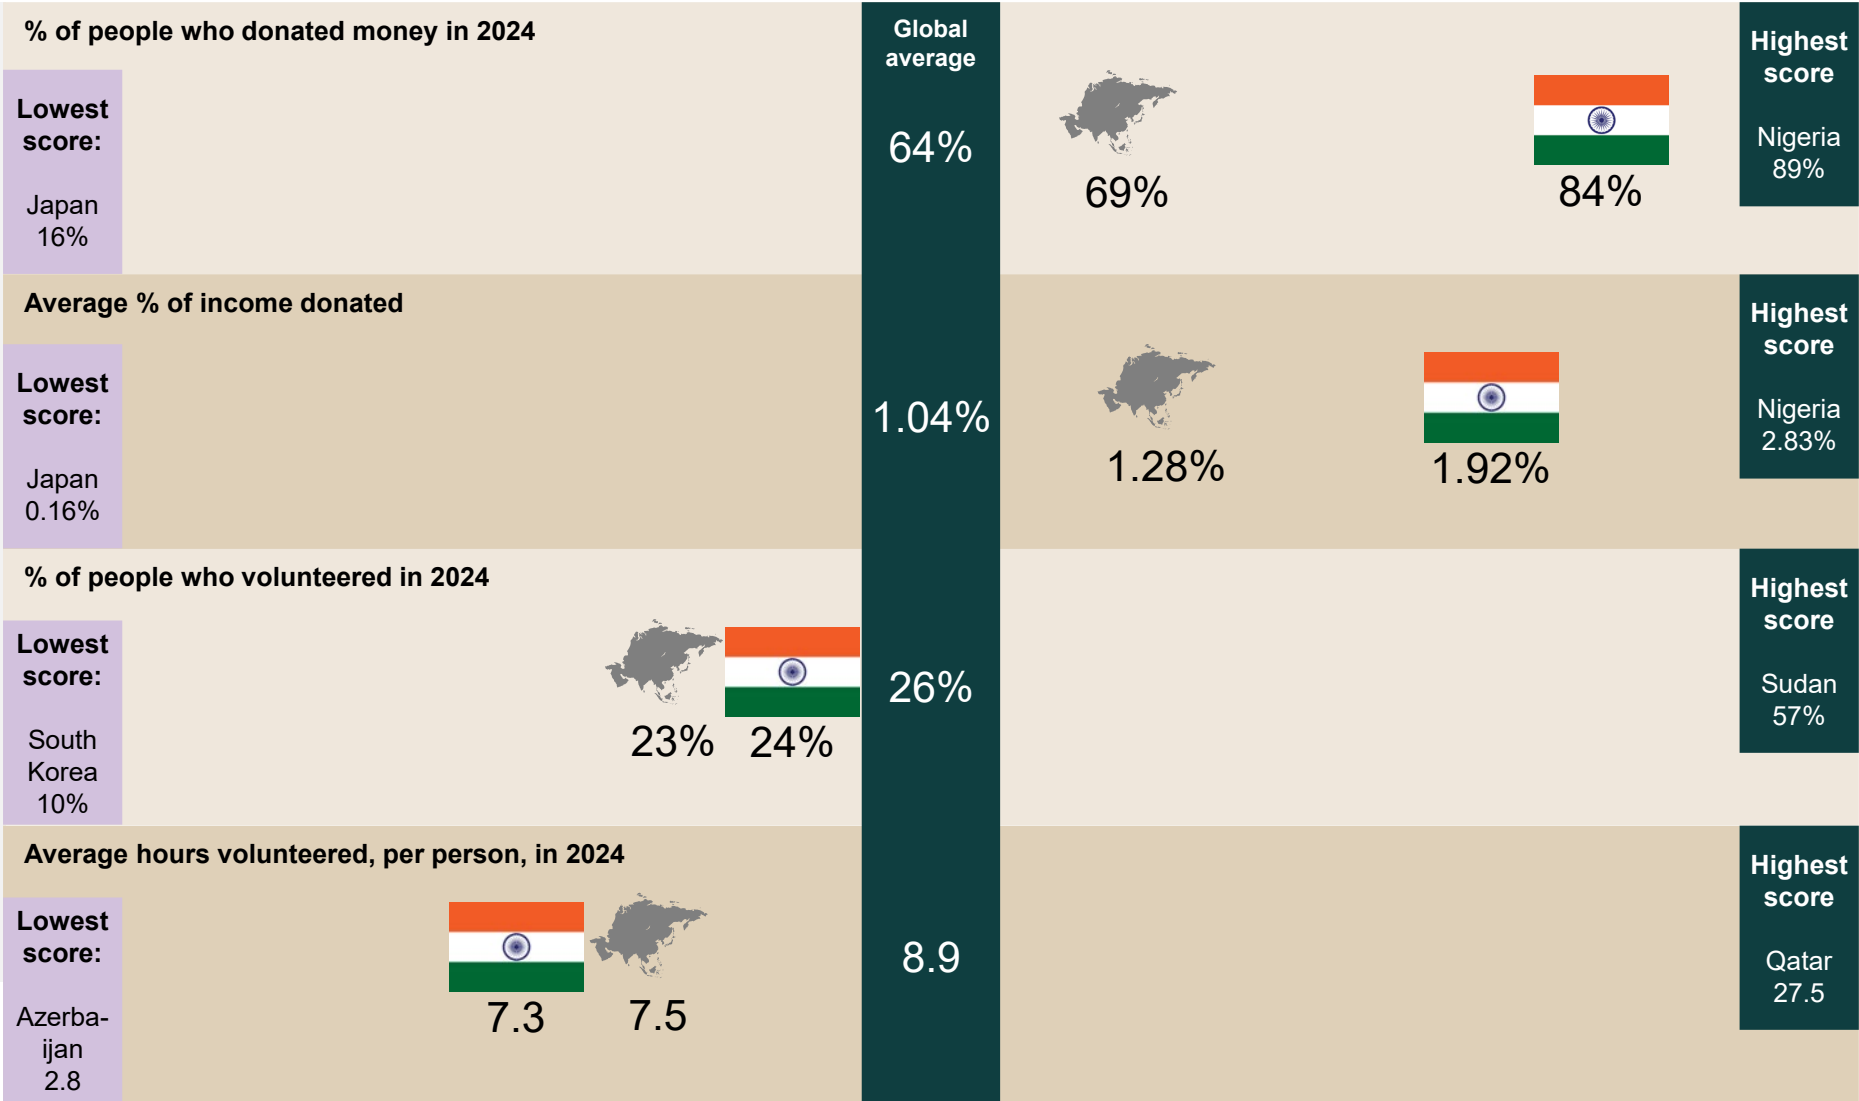 % of people who donated money in 2024
Global
average
Highest
score
Lowest
score:
64%
Nigeria
89%
69%
84%
Japan
16%
Average % of income donated
Highest
score
Lowest
score:
1.04%
Nigeria
2.83%
1.28%
1.92%
Japan
0.16%
% of people who volunteered in 2024
Highest
score
Lowest
score:
26%
Sudan
57%
23%
24%
South
Korea
10%
Average hours volunteered, per person, in 2024
Highest
score
Lowest
score:
8.9
Qatar
27.5
7.3
7.5
Azerba-
ijan
2.8